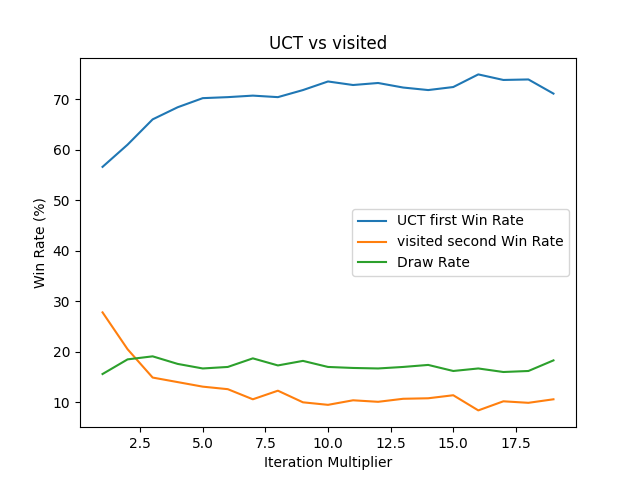 UCT vs visited
Win Rate (%)
70
60
50
40
30
20
10
UCT first Win Rate
visited second Win Rate
Draw Rate
2.5 5.0 7.5 10.0 12.5 15.0 17.5
Iteration Multiplier